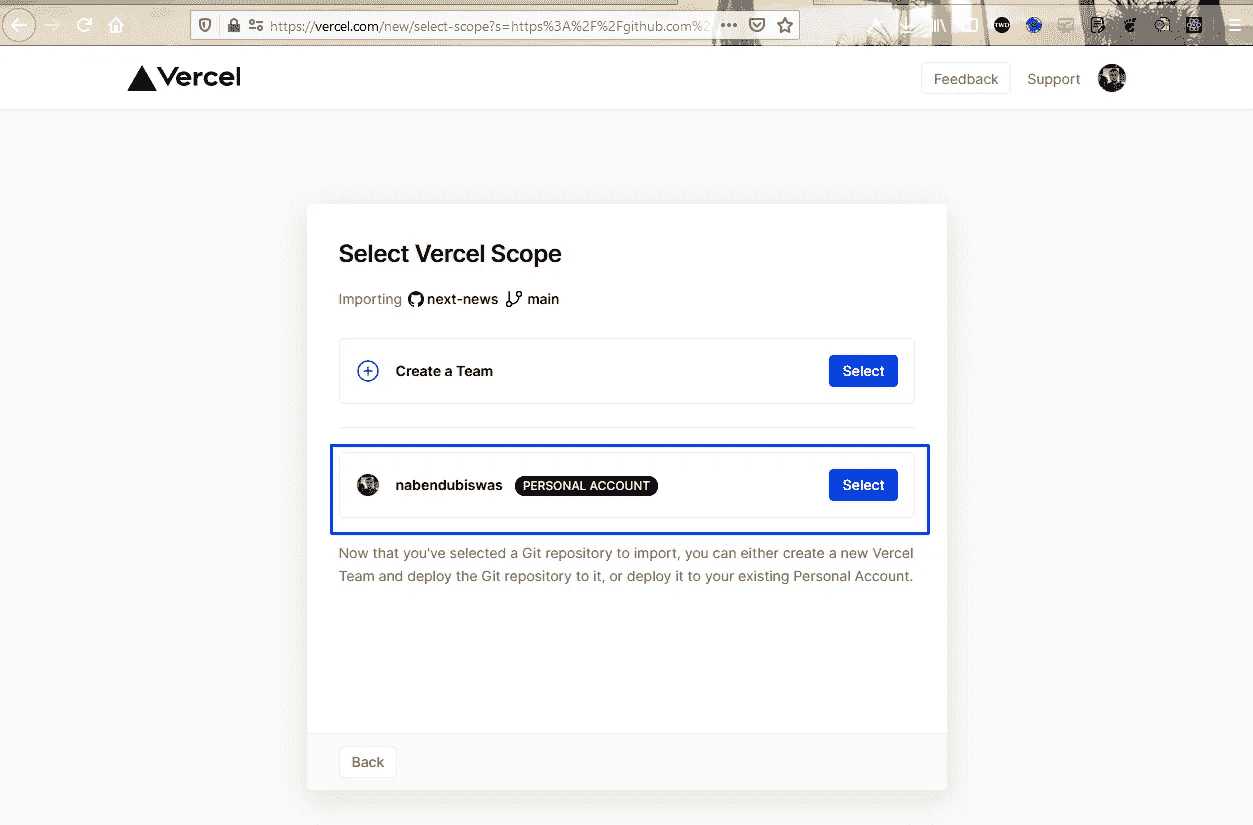 https://vercel.com/new/select-scope?s=https%3A%2F%2Fgithub.com%2
TWD
Vercel
Feedback
Support
Select Vercel Scope
Importing next-news main
Create a Team
Select
nabendubiswas PERSONAL ACCOUNT
Select
Now that you've selected a Git repository to import, you can either create a new Vercel
Team and deploy the Git repository to it, or deploy it to your existing Personal Account.
Back